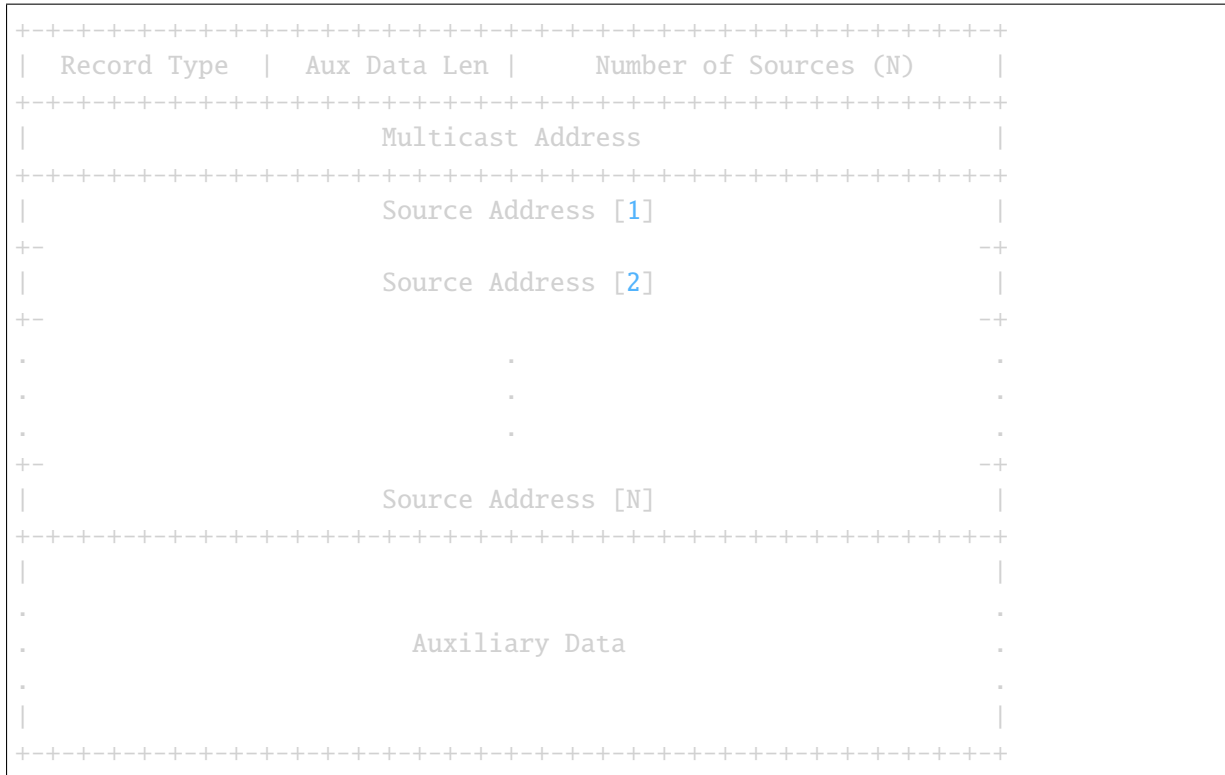 +-+-+-+-+-+-+-+-+-+-+-+-+-+-+-+-+-+-+-+-+-+-+-+-+-+-+-+-+-+-+-+-+
|  Record Type  |  Aux Data Len |     Number of Sources (N)     |
+-+-+-+-+-+-+-+-+-+-+-+-+-+-+-+-+-+-+-+-+-+-+-+-+-+-+-+-+-+-+-+-+
|                       Multicast Address                       |
+-+-+-+-+-+-+-+-+-+-+-+-+-+-+-+-+-+-+-+-+-+-+-+-+-+-+-+-+-+-+-+-+
|                       Source Address [1]                      |
+-                                                             -+
|                       Source Address [2]                      |
+-                                                             -+
.                               .                               .
.                               .                               .
.                               .                               .
+-                                                             -+
|                       Source Address [N]                      |
+-+-+-+-+-+-+-+-+-+-+-+-+-+-+-+-+-+-+-+-+-+-+-+-+-+-+-+-+-+-+-+-+
|                                                               |
.                                                               .
.                         Auxiliary Data                        .
.                                                               .
|                                                               |
+-+-+-+-+-+-+-+-+-+-+-+-+-+-+-+-+-+-+-+-+-+-+-+-+-+-+-+-+-+-+-+-+